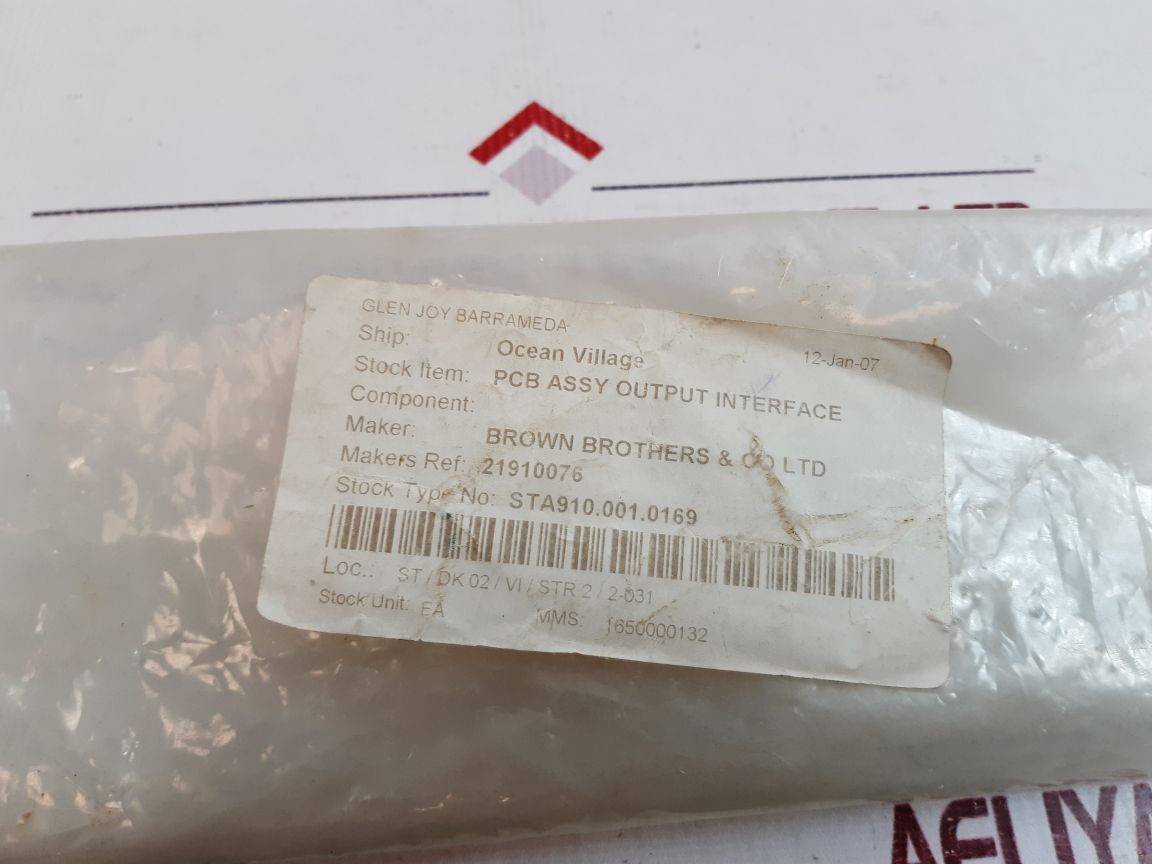 GLEN JOY BARRAMEDA
Ship: Ocean Village 12-Jan-07
Stock Item: PCB ASSY OUTPUT INTERFACE
Component:
Maker: BROWN BROTHERS & CO LTD
Makers Ref: 21910076
Stock Type No: STA910.001.0169
Loc.: ST / DK 02 / VI / STR 2 / 2-031
Stock Unit: EA MMS: 1650000132